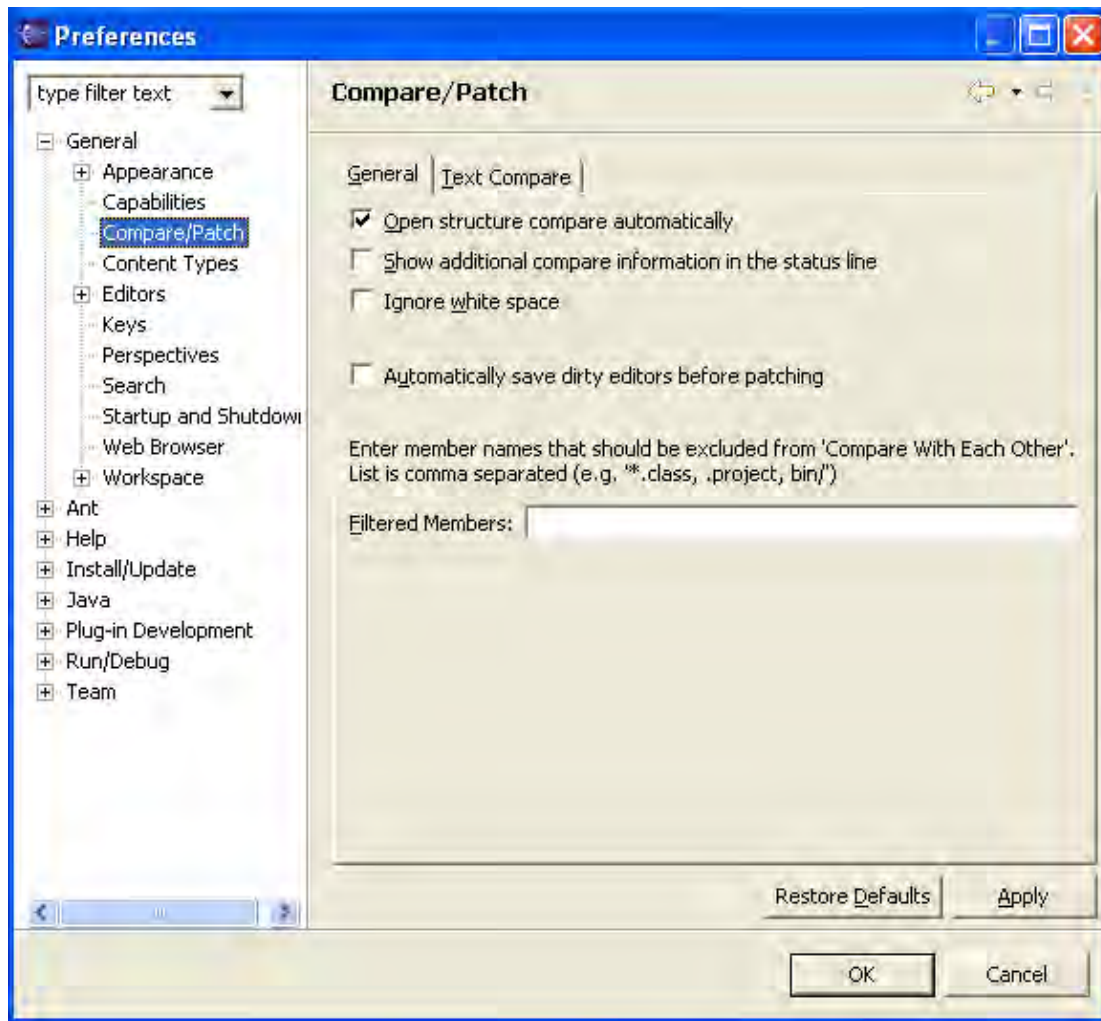 Preferences
type filter text
General
Appearance
Capabilities
Compare/Patch
Content Types
Editors
Keys
Perspectives
Search
Startup and Shutdow
Web Browser
Workspace
Ant
Help
Install/Update
Java
Plug-in Development
Run/Debug
Team
Compare/Patch
General
Text Compare
Open structure compare automatically
Show additional compare information in the status line
Ignore white space
Automatically save dirty editors before patching
Enter member names that should be excluded from 'Compare With Each Other'.
List is comma separated (e.g. '*.class, .project, bin/')
Filtered Members:
Restore Defaults
Apply
OK
Cancel